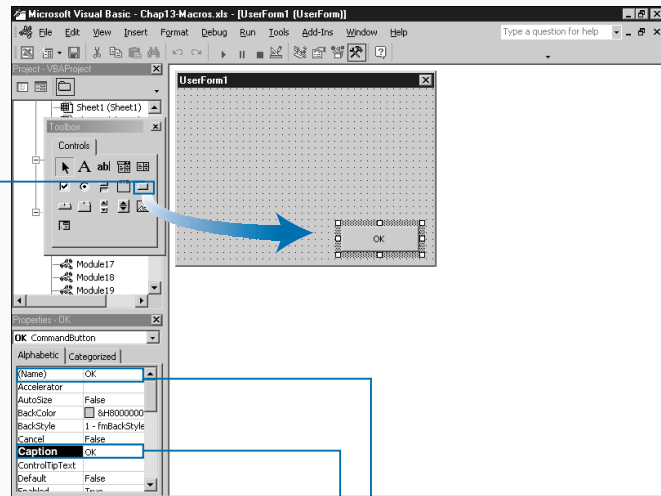 Microsoft Visual Basic - Chap13-Macros.xls - [UserForm1 (UserForm)]
File Edit View Insert Format Debug Run Tools Add-Ins Window Help
Type a question for help
Project - VBAProject
Sheet1 (Sheet1)
Toolbox
Controls
A abl
Module17
Module18
Module19
UserForm1
OK
Properties - OK
OK CommandButton
Alphabetic Categorized
(Name) OK
Accelerator
AutoSize False
BackColor &H8000000
BackStyle 1 - fmBackStyle
Cancel False
Caption OK
ControlTipText
Default False
Enabled True